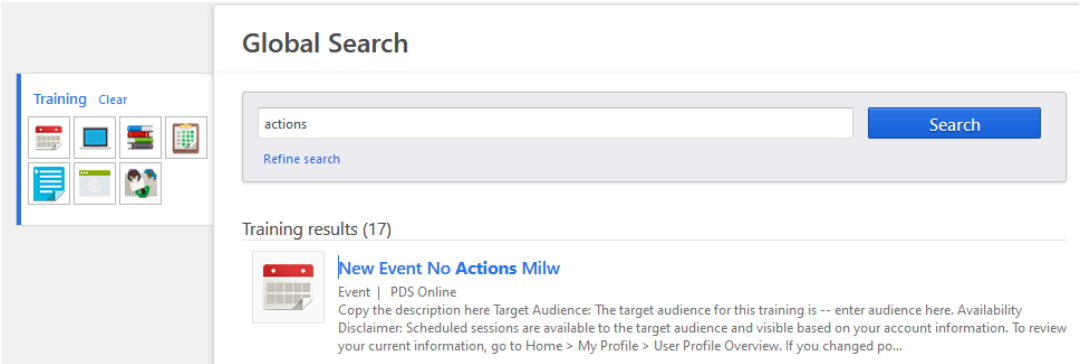 Global Search
Training Clear
actions
Search
Refine search
Training results (17)
New Event No Actions Milw
Event | PDS Online
Copy the description here Target Audience: The target audience for this training is -- enter audience here. Availability
Disclaimer: Scheduled sessions are available to the target audience and visible based on your account information. To review
your current information, go to Home > My Profile > User Profile Overview. If you changed po...